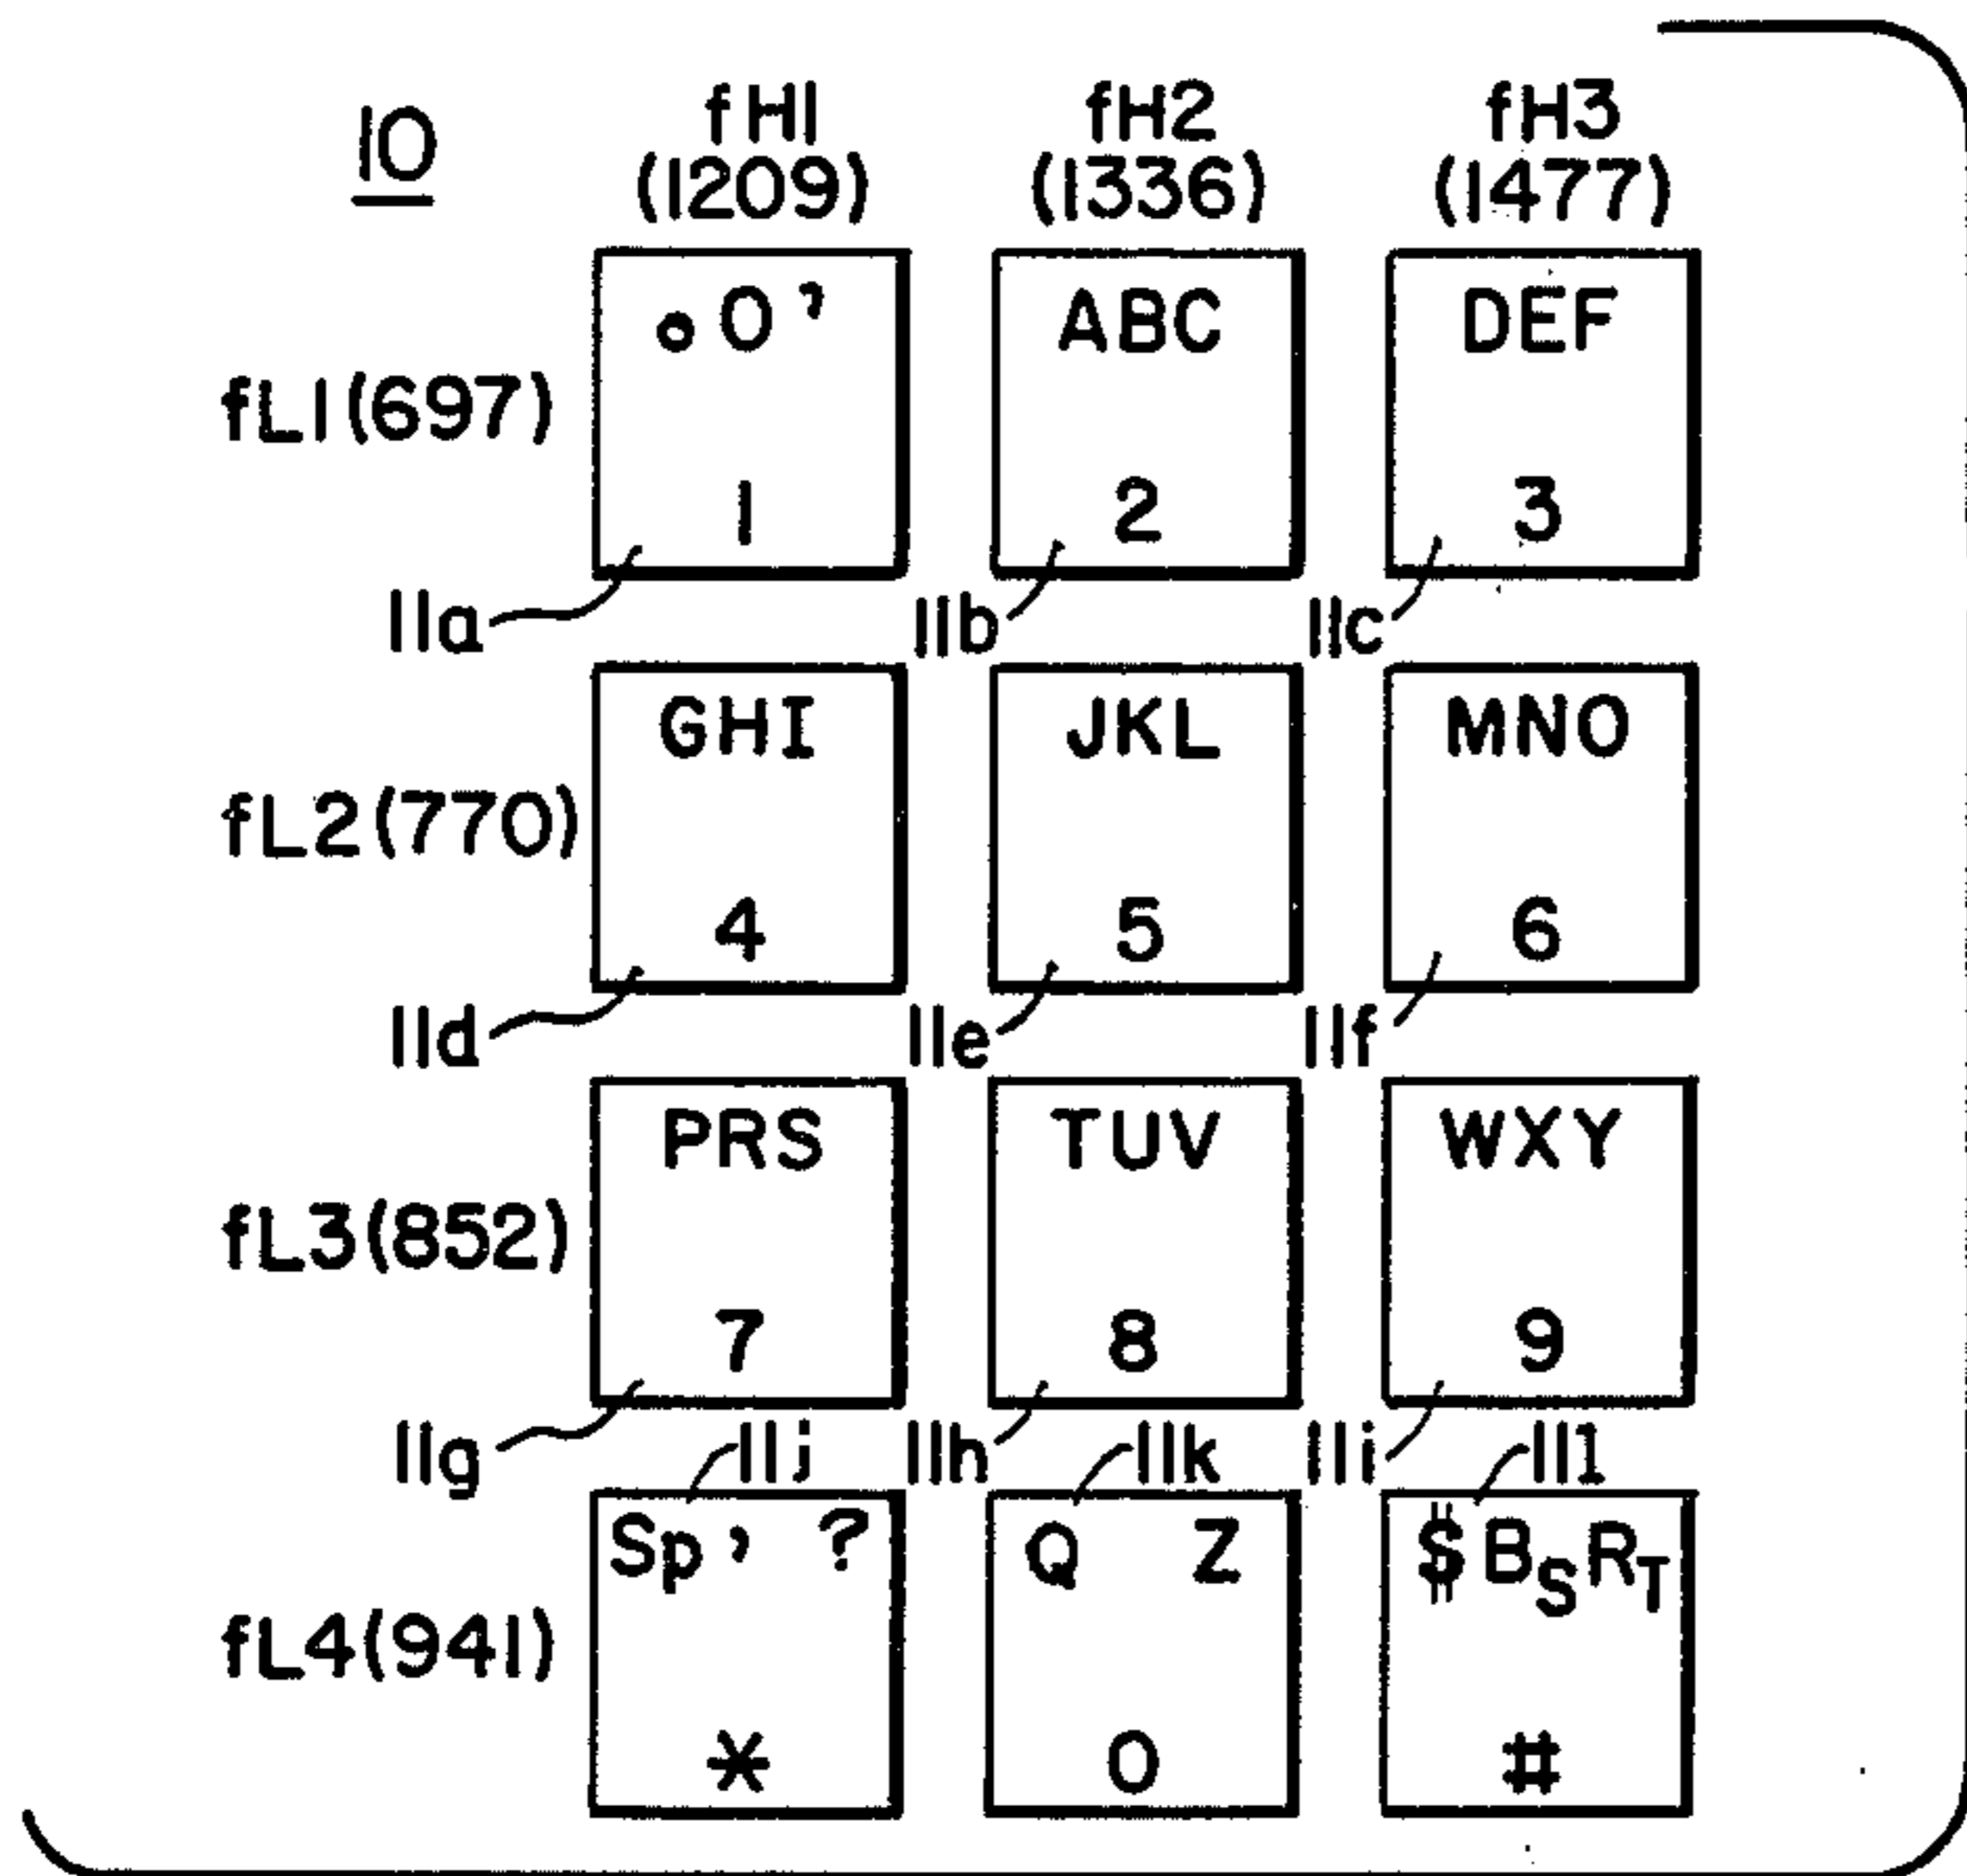 10
fH1 fH2 fH3
(1209) (1336) (1477)
. O ' ABC DEF
fL1(697)
1 2 3
11a 11b 11c
GHI JKL MNO
fL2(770)
4 5 6
11d 11e 11f
PRS TUV WXY
fL3(852)
7 8 9
11g 11j 11h 11k 11i 11l
Sp , ? Q Z $ BS RT
fL4(941)
* 0 #